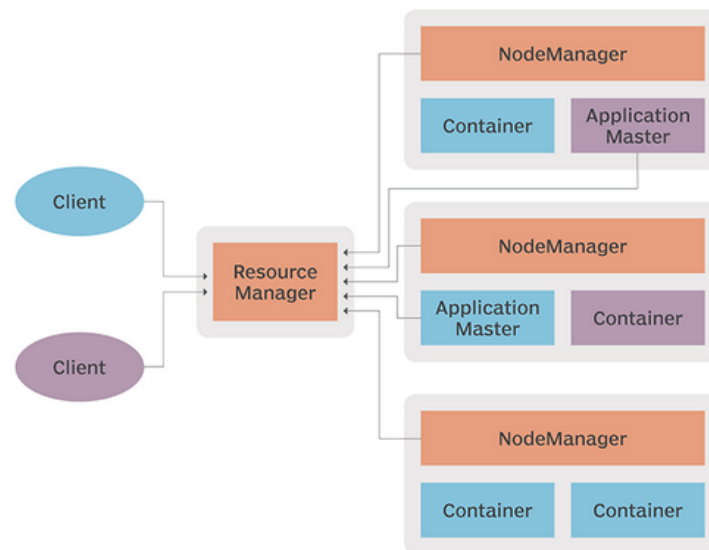 Client
Client
Resource
Manager
NodeManager
Container
Application
Master
NodeManager
Application
Master
Container
NodeManager
Container
Container